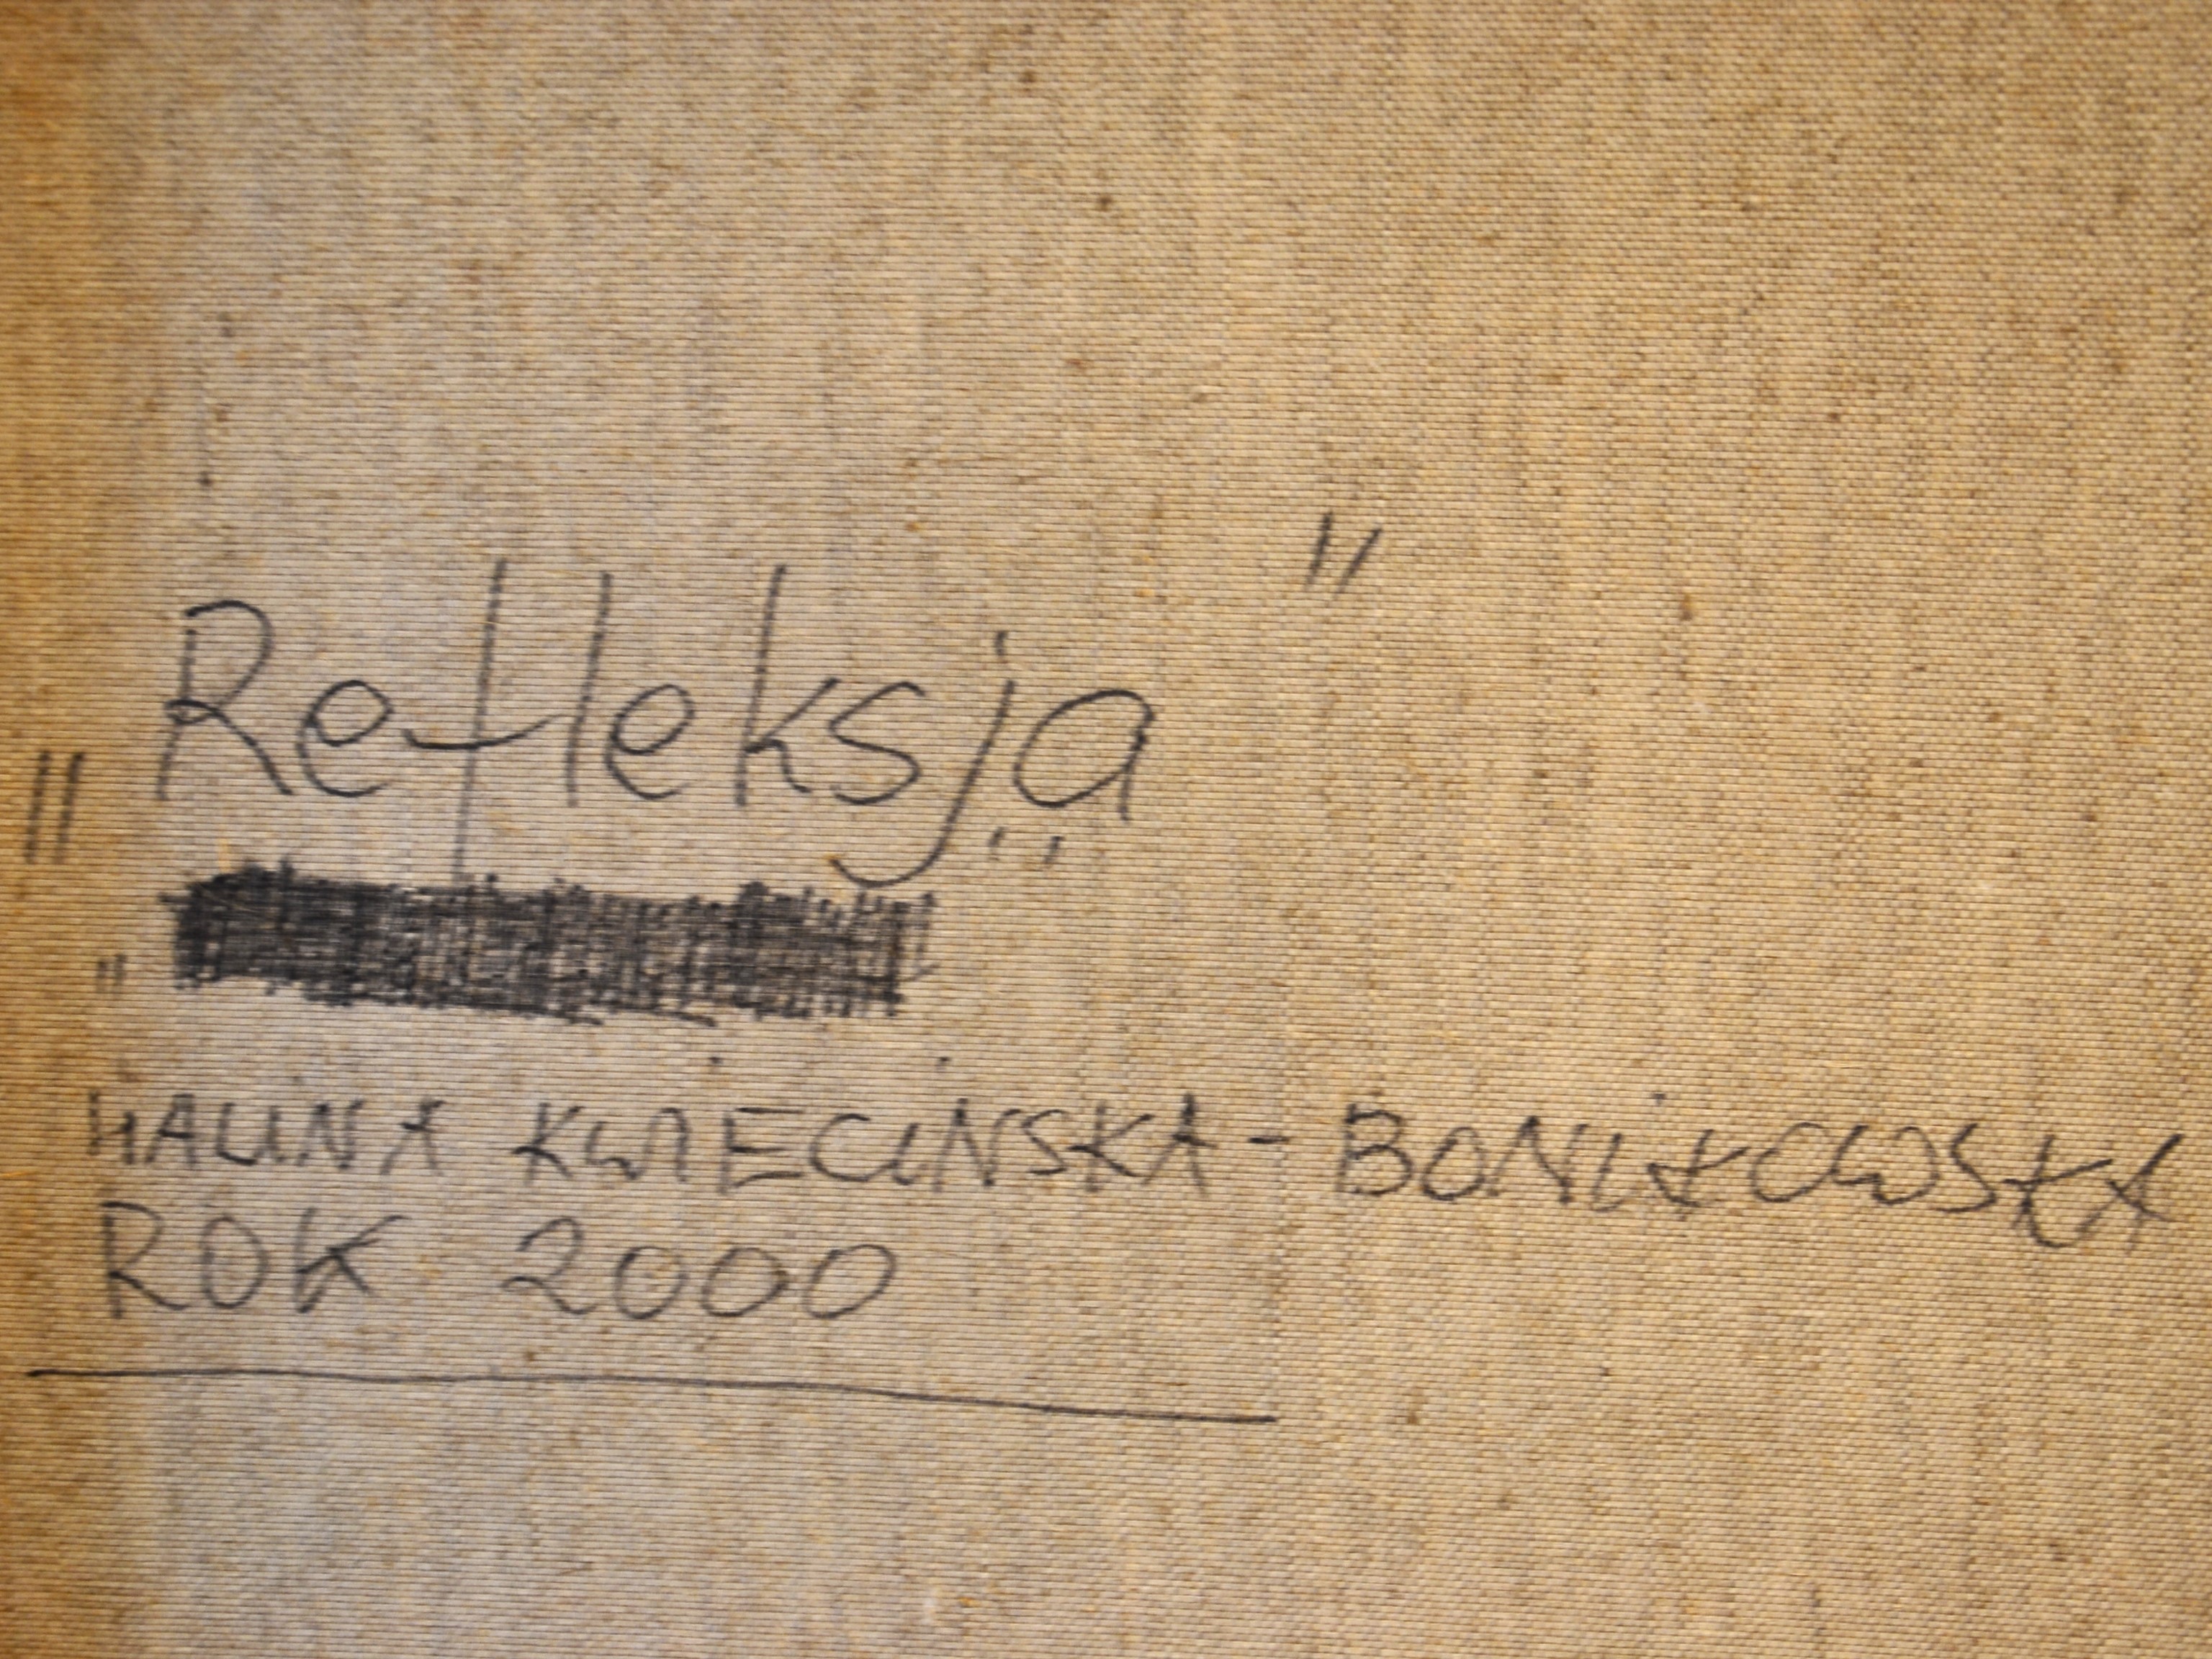 „Refleksja"
HALINA KWIECIŃSKA - BONIKOWSKA
ROK 2000